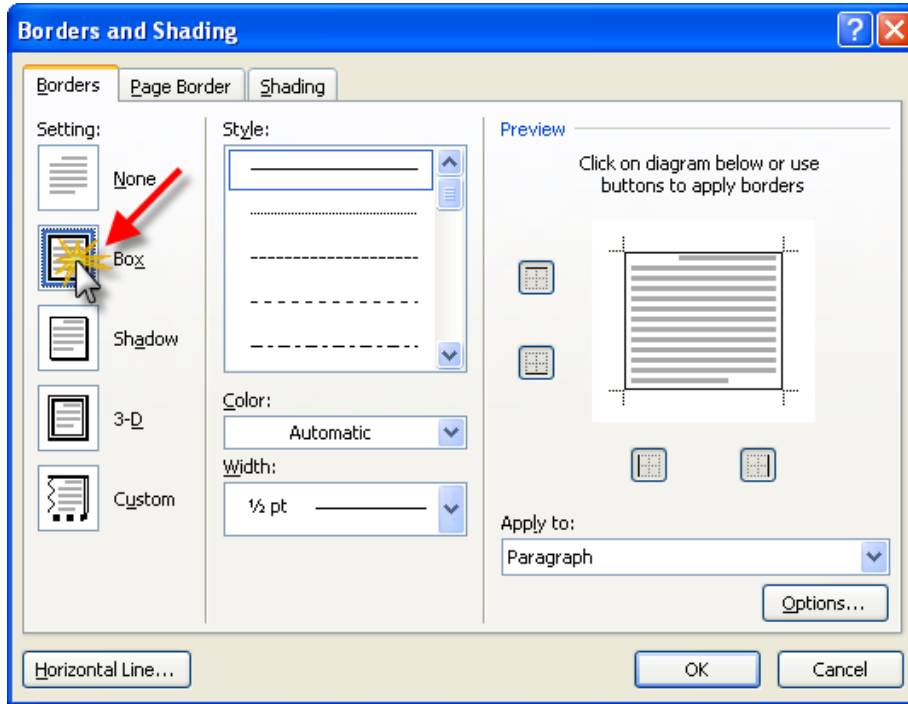 Borders and Shading
Borders
Page Border
Shading
Setting:
None
Box
Shadow
3-D
Custom
Style:
Color:
Automatic
Width:
½ pt
Preview
Click on diagram below or use
buttons to apply borders
Apply to:
Paragraph
Options...
Horizontal Line...
OK
Cancel